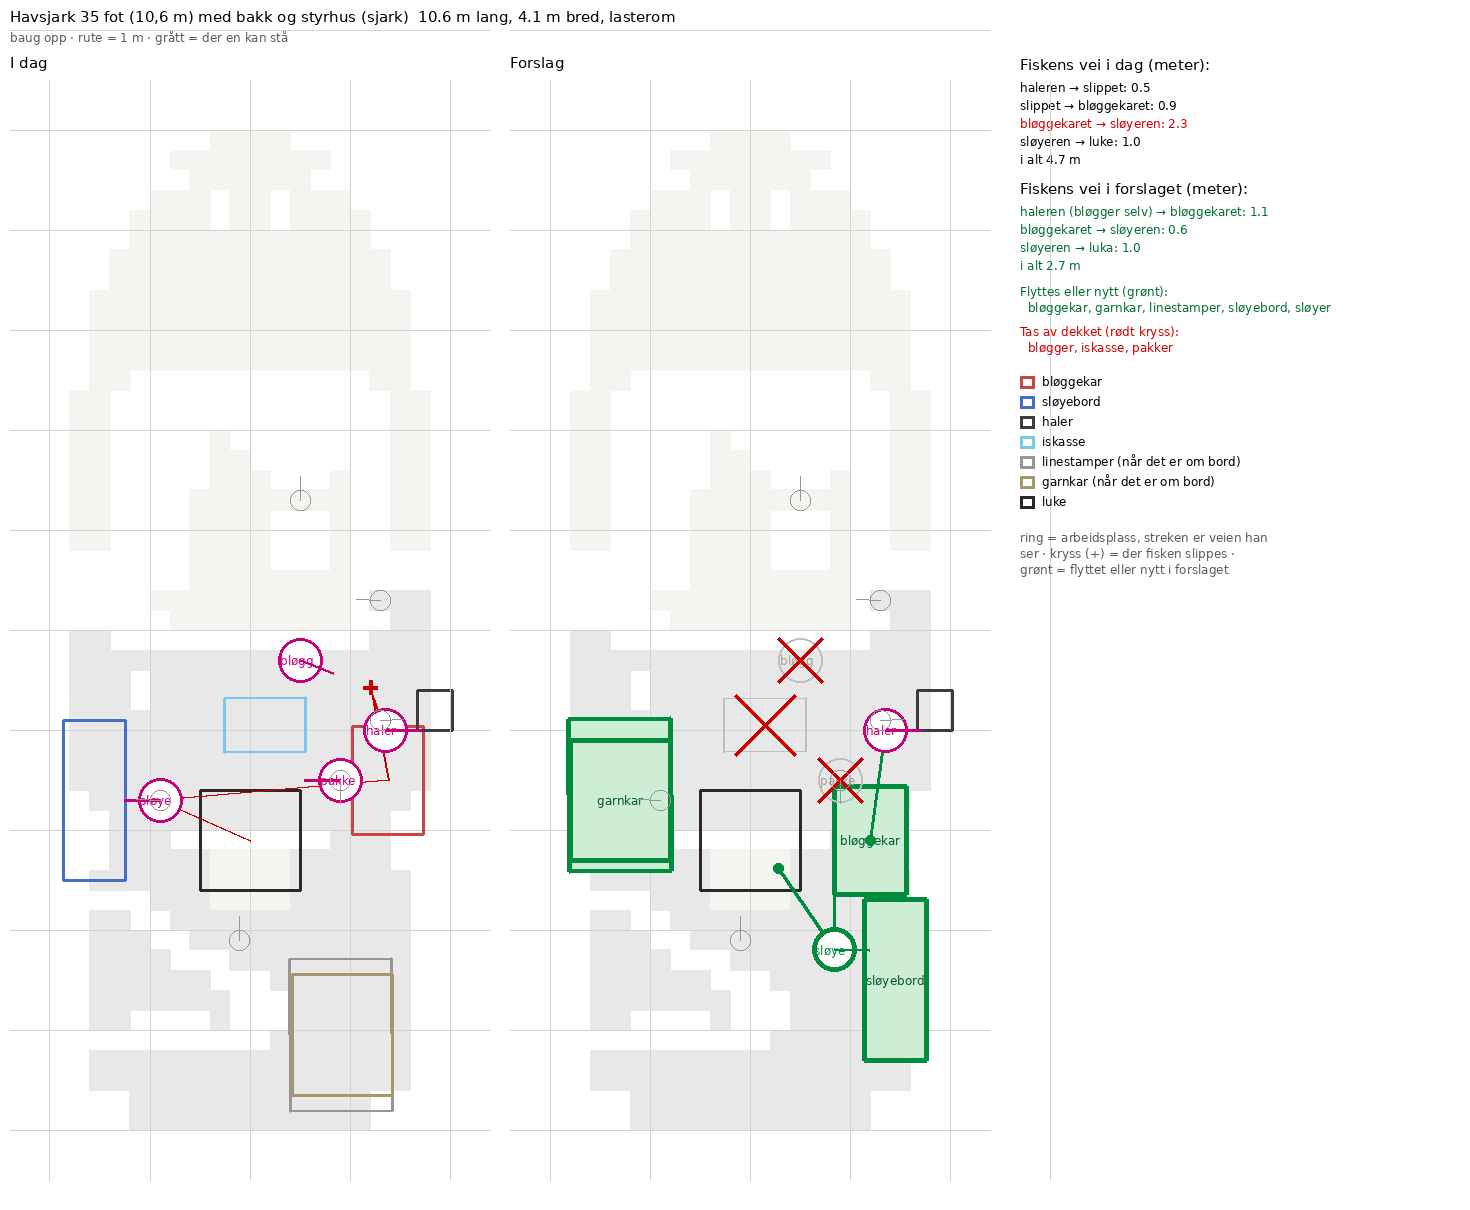 Havsjark 35 fot (10,6 m) med bakk og styrhus (sjark)  10.6 m lang, 4.1 m bred, lasterom
baug opp · rute = 1 m · grått = der en kan stå
I dag
Forslag
bløgg
haler
pakke
sløye
bløgg
haler
pakke
garnkar
bløggekar
sløye
sløyebord
Fiskens vei i dag (meter):
haleren → slippet: 0.5
slippet → bløggekaret: 0.9
bløggekaret → sløyeren: 2.3
sløyeren → luke: 1.0
i alt 4.7 m
Fiskens vei i forslaget (meter):
haleren (bløgger selv) → bløggekaret: 1.1
bløggekaret → sløyeren: 0.6
sløyeren → luka: 1.0
i alt 2.7 m
Flyttes eller nytt (grønt):
bløggekar, garnkar, linestamper, sløyebord, sløyer
Tas av dekket (rødt kryss):
bløgger, iskasse, pakker
bløggekar
sløyebord
haler
iskasse
linestamper (når det er om bord)
garnkar (når det er om bord)
luke
ring = arbeidsplass, streken er veien han
ser · kryss (+) = der fisken slippes ·
grønt = flyttet eller nytt i forslaget